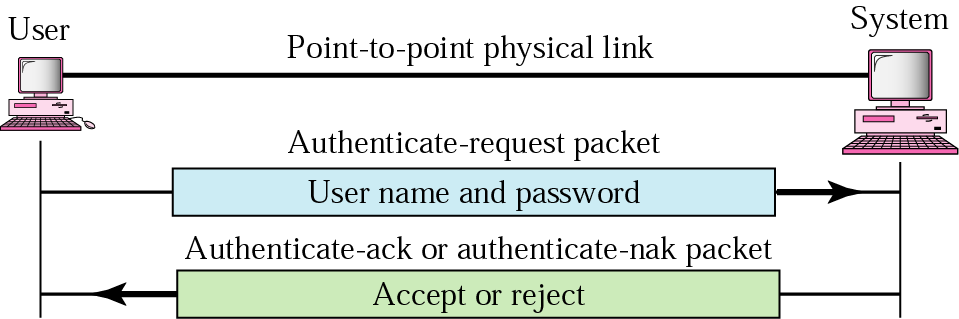 User
System
Point-to-point physical link
Authenticate-request packet
User name and password
Authenticate-ack or authenticate-nak packet
Accept or reject